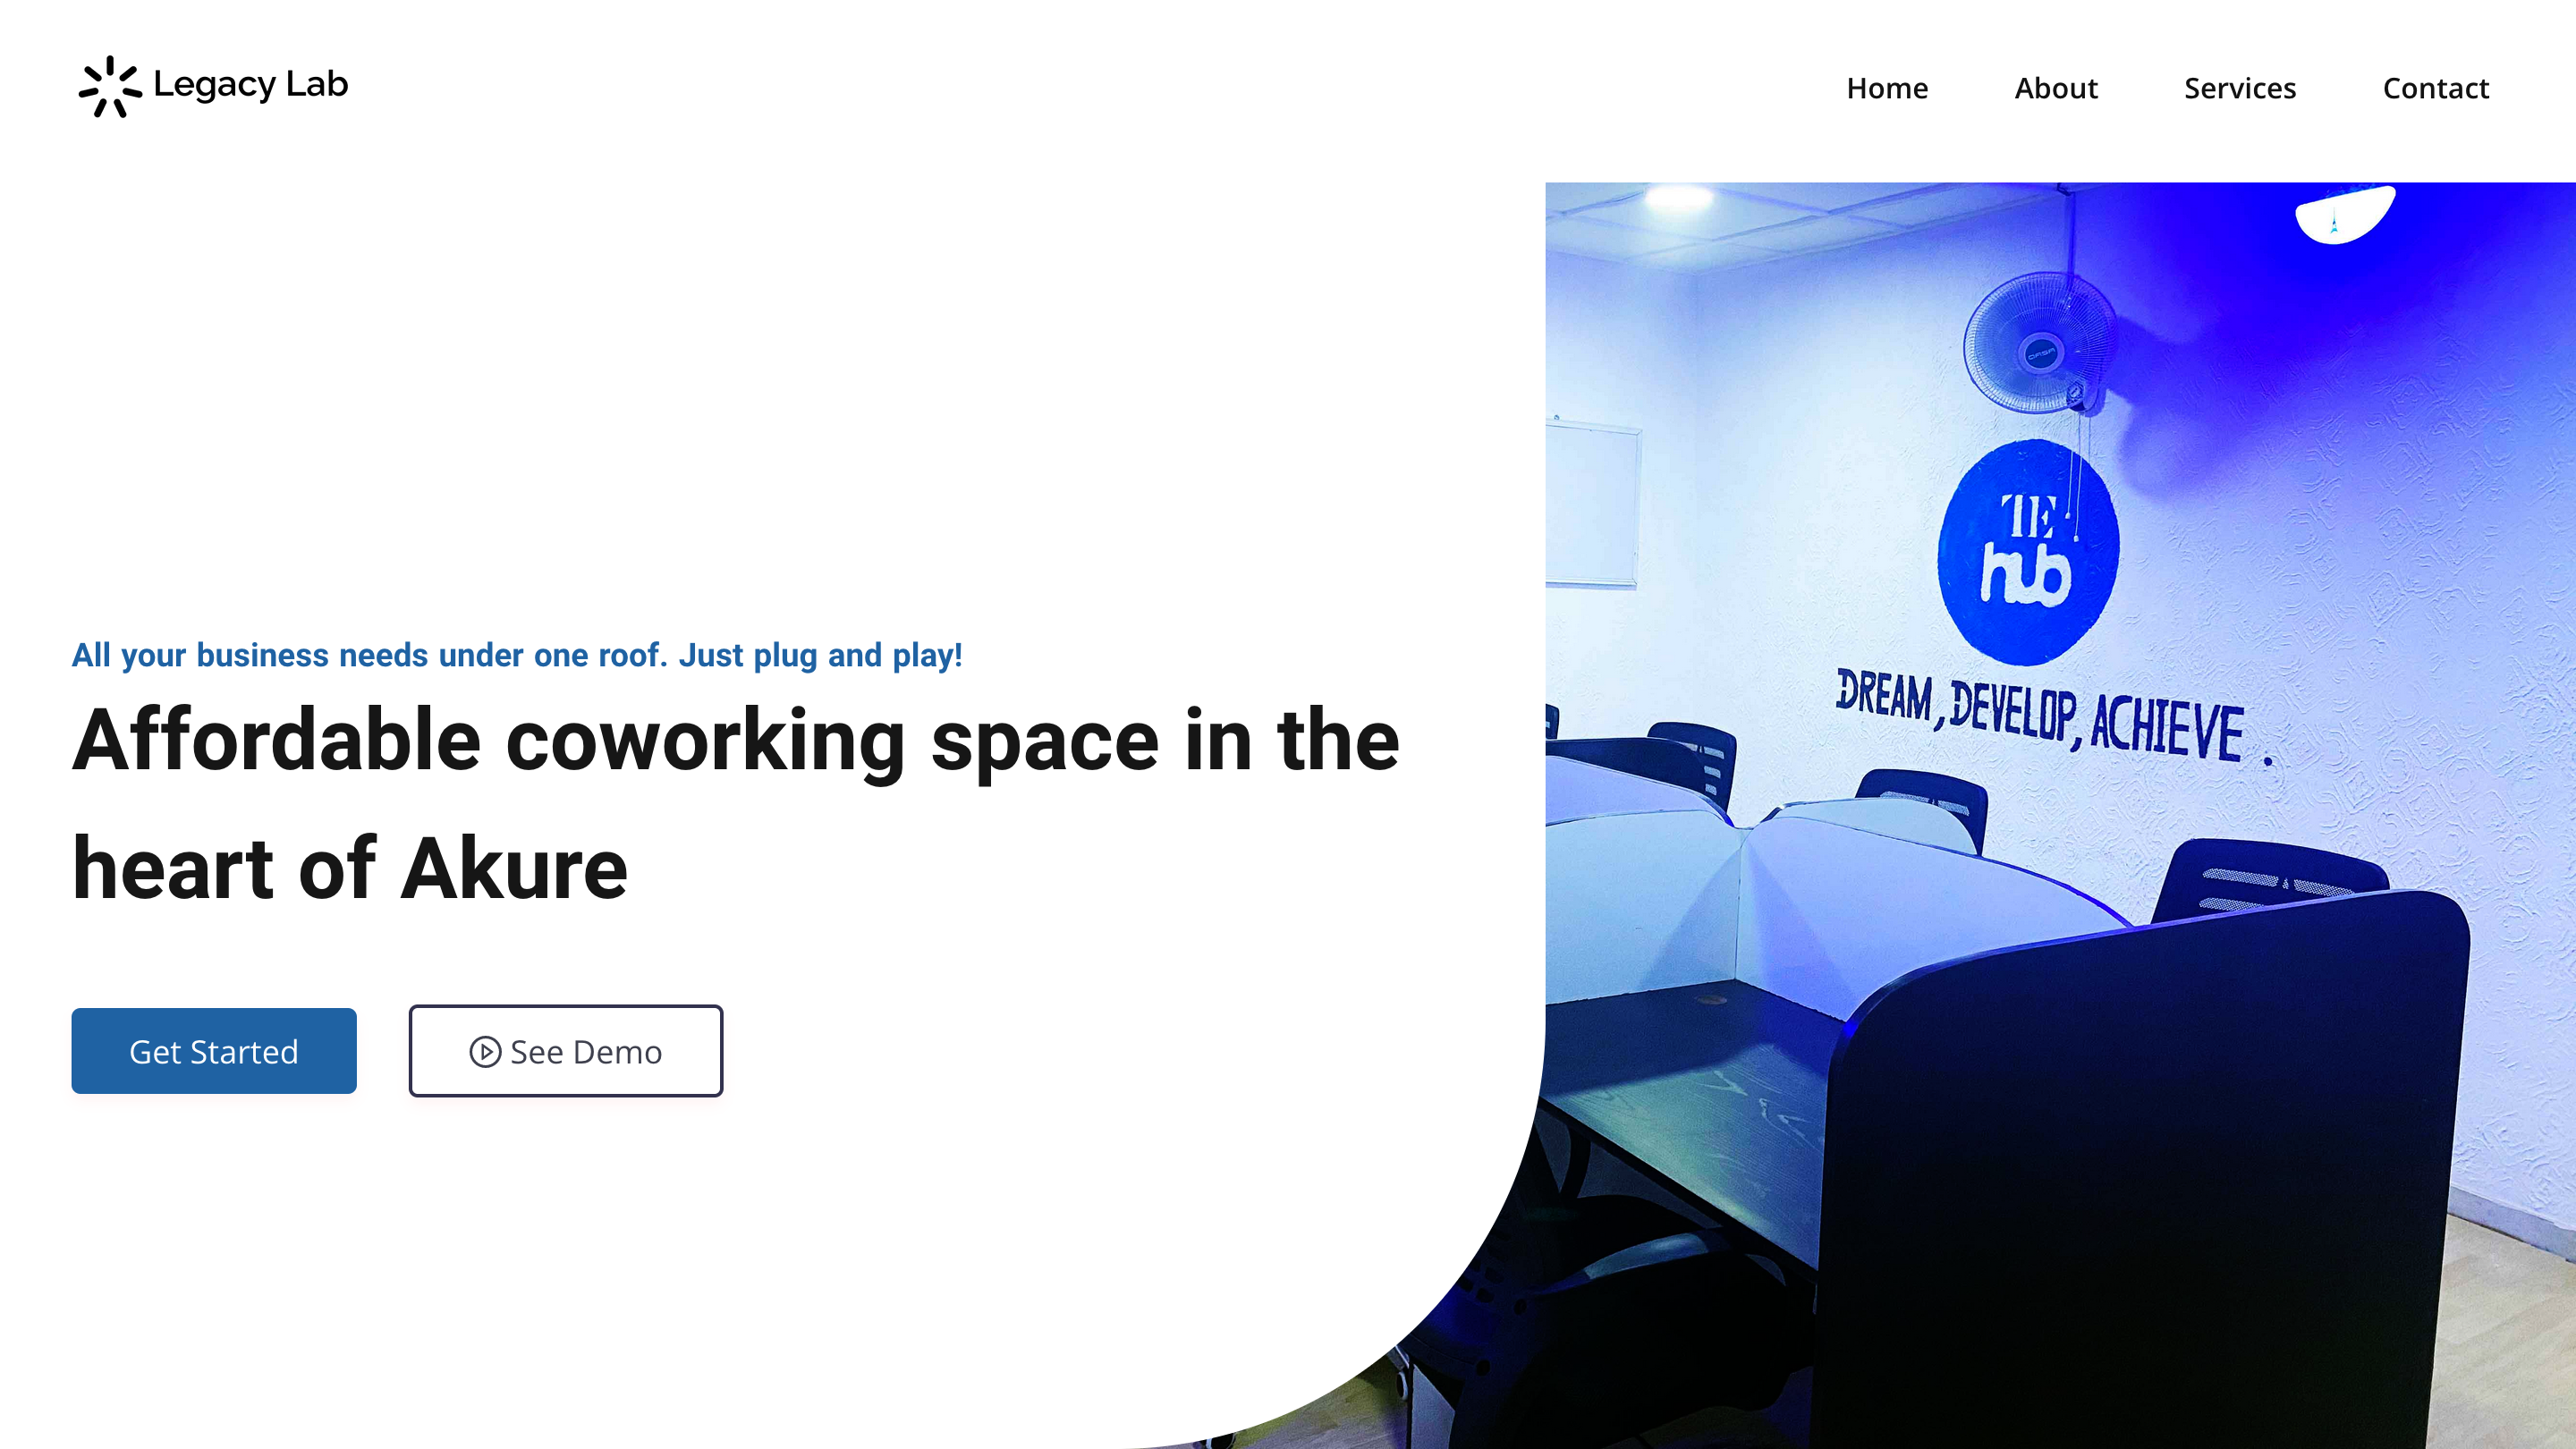 Legacy Lab
Home About Services Contact
All your business needs under one roof. Just plug and play!
Affordable coworking space in the
heart of Akure
Get Started
See Demo
TE
hub
DREAM, DEVELOP, ACHIEVE .